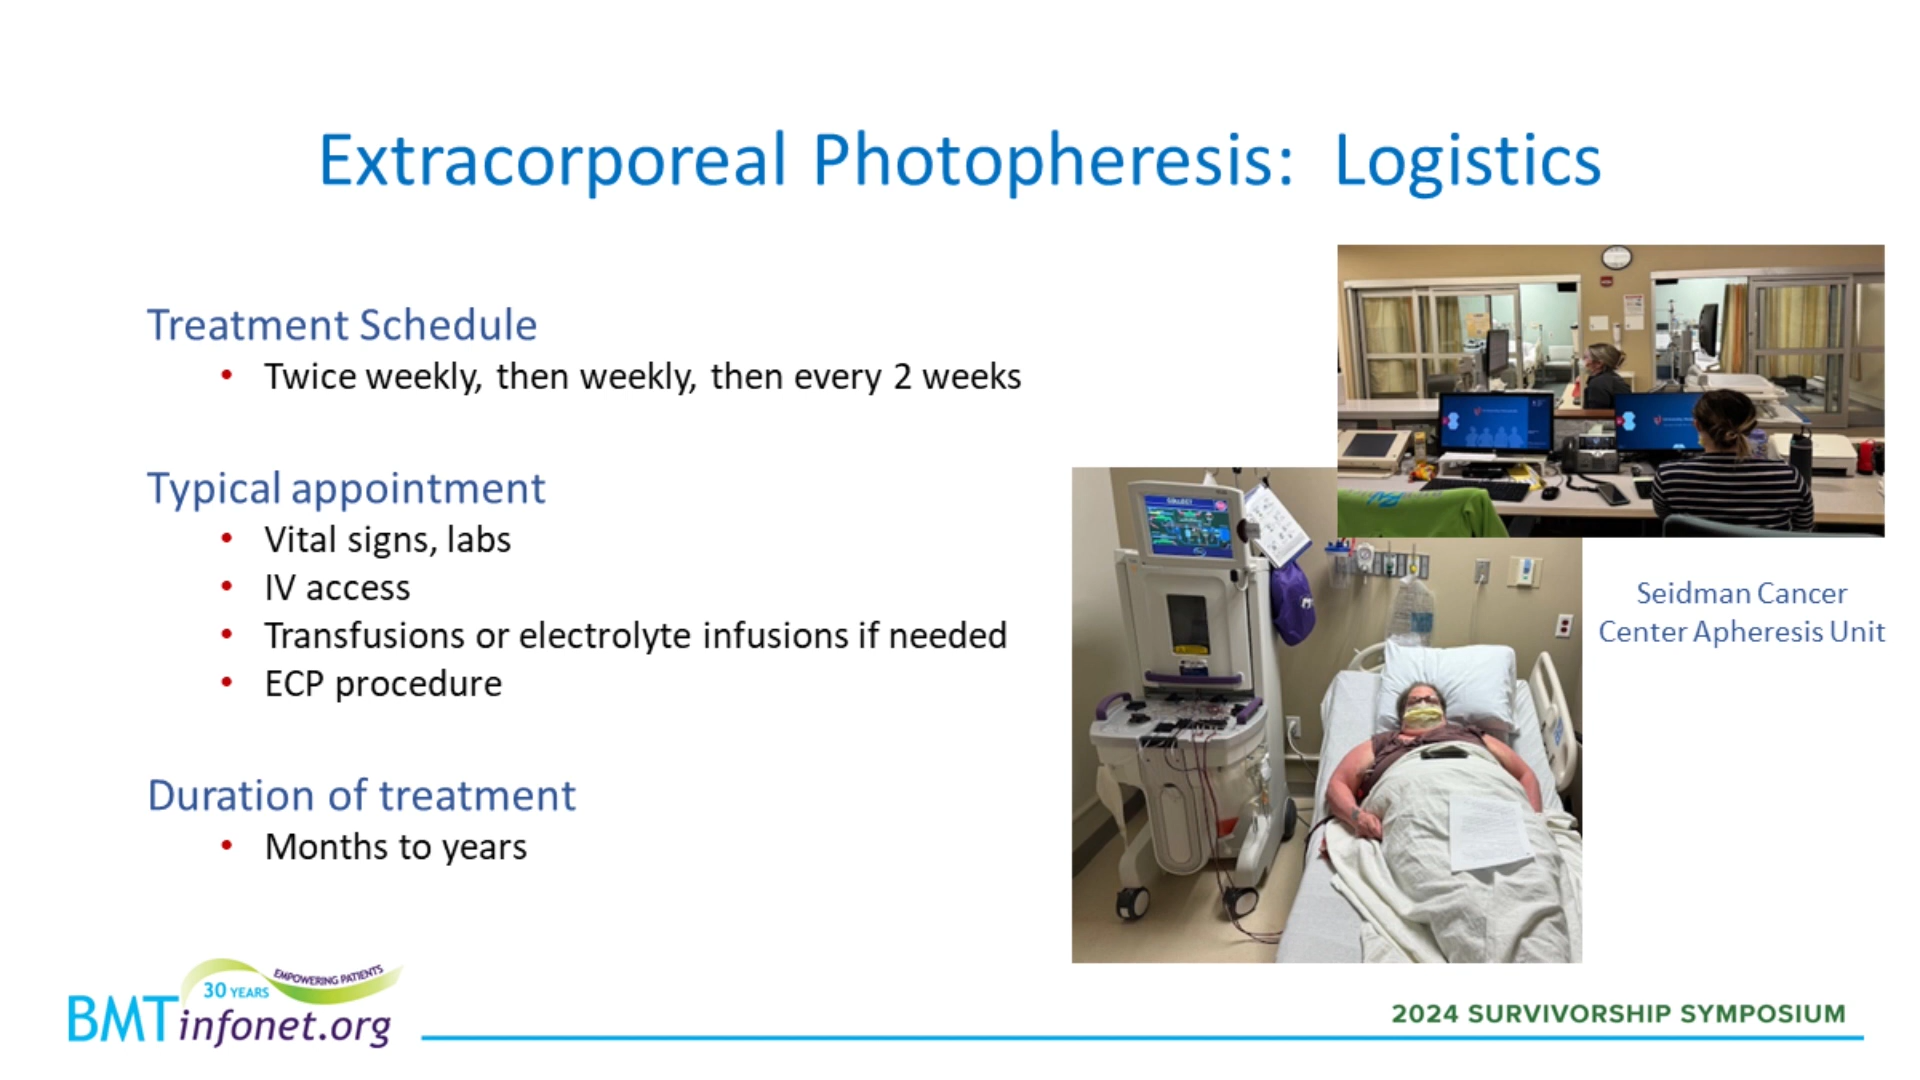 Extracorporeal Photopheresis: Logistics
Treatment Schedule
• Twice weekly, then weekly, then every 2 weeks
Typical appointment
• Vital signs, labs
• IV access
• Transfusions or electrolyte infusions if needed
• ECP procedure
Duration of treatment
• Months to years
COLLECT
Seidman Cancer
Center Apheresis Unit
EMPOWERING PATIENTS
30 YEARS
BMTinfonet.org
2024 SURVIVORSHIP SYMPOSIUM